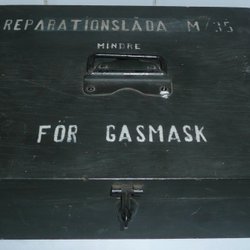 REPARATIONSLÅDA M/35
MINDRE
FÖR GASMASK